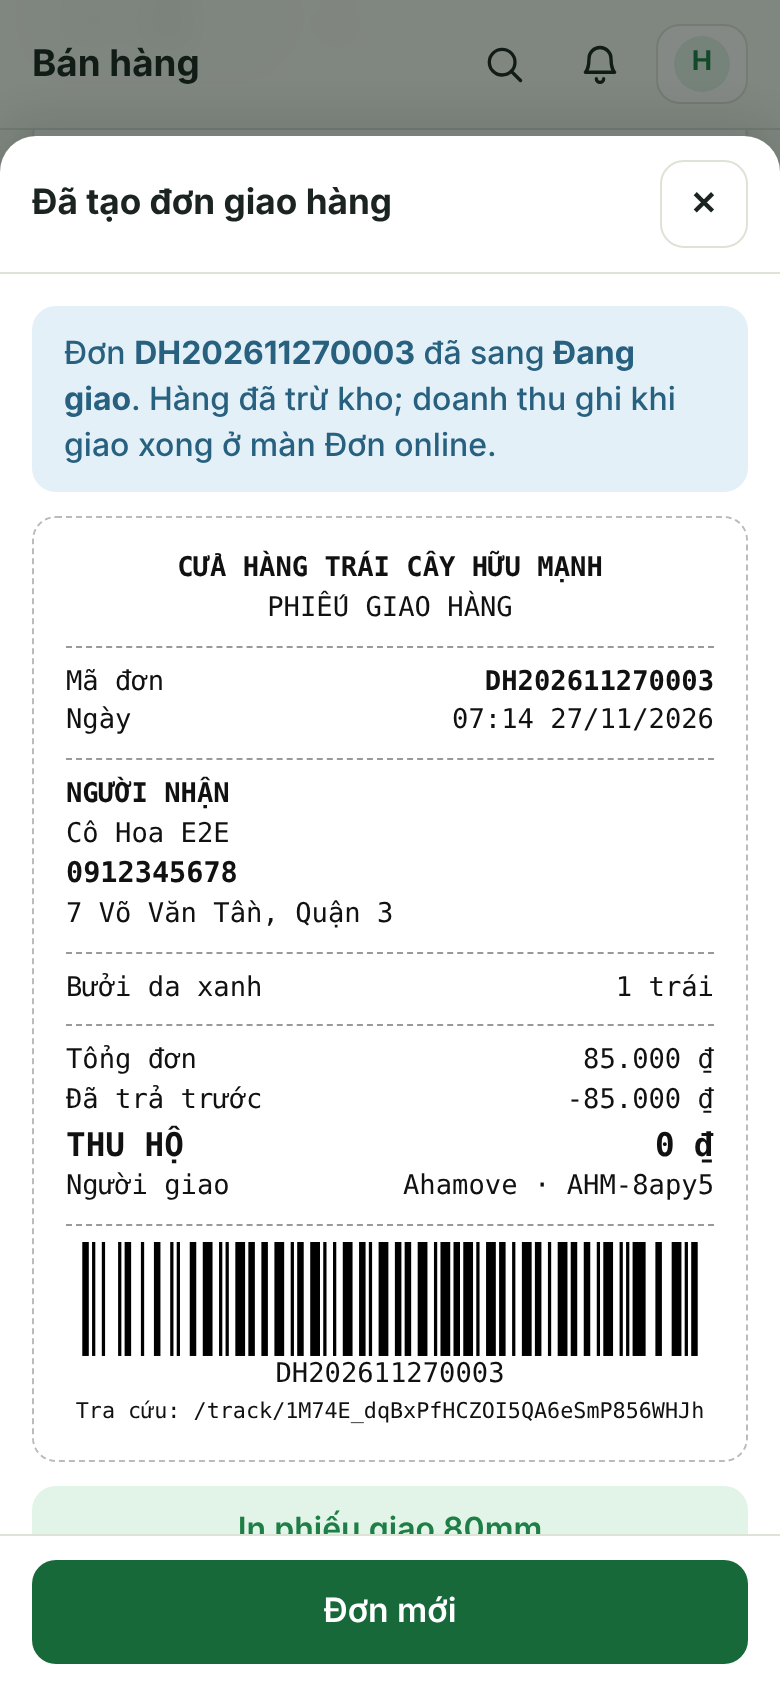 Bán hàng
H
Đã tạo đơn giao hàng
Đơn DH202611270003 đã sang Đang
giao. Hàng đã trừ kho; doanh thu ghi khi
giao xong ở màn Đơn online.
CỬA HÀNG TRÁI CÂY HỮU MẠNH
PHIẾU GIAO HÀNG
Mã đơn DH202611270003
Ngày 07:14 27/11/2026
NGƯỜI NHẬN
Cô Hoa E2E
0912345678
7 Võ Văn Tần, Quận 3
Bưởi da xanh 1 trái
Tổng đơn 85.000 ₫
Đã trả trước -85.000 ₫
THU HỘ 0 ₫
Người giao Ahamove · AHM-8apy5
DH202611270003
Tra cứu: /track/1M74E_dqBxPfHCZOI5QA6eSmP856WHJh
In phiếu giao 80mm
Đơn mới